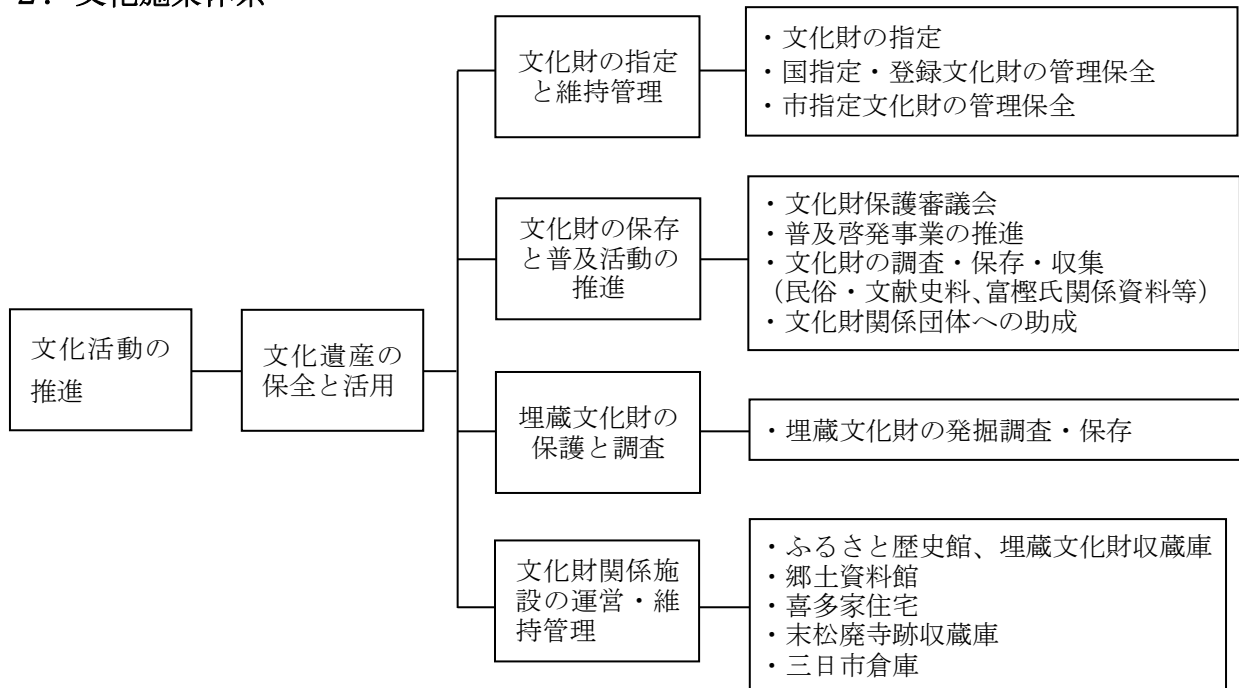 2．文化施策体系
文化活動の
推進
文化遺産の
保全と活用
文化財の指定
と維持管理
・文化財の指定
・国指定・登録文化財の管理保全
・市指定文化財の管理保全
文化財の保存
と普及活動の
推進
・文化財保護審議会
・普及啓発事業の推進
・文化財の調査・保存・収集
（民俗・文献史料、富樫氏関係資料等）
・文化財関係団体への助成
埋蔵文化財の
保護と調査
・埋蔵文化財の発掘調査・保存
文化財関係施
設の運営・維
持管理
・ふるさと歴史館、埋蔵文化財収蔵庫
・郷土資料館
・喜多家住宅
・末松廃寺跡収蔵庫
・三日市倉庫